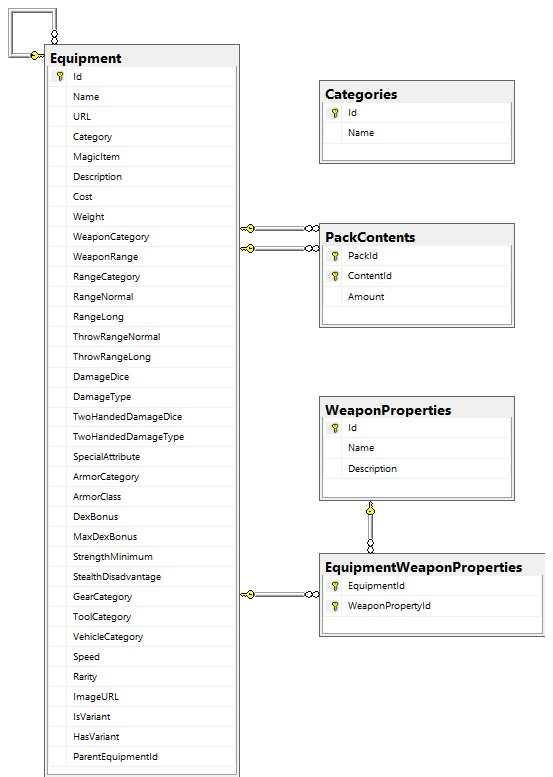 Equipment
Id
Name
URL
Category
MagicItem
Description
Cost
Weight
WeaponCategory
WeaponRange
RangeCategory
RangeNormal
RangeLong
ThrowRangeNormal
ThrowRangeLong
DamageDice
DamageType
TwoHandedDamageDice
TwoHandedDamageType
SpecialAttribute
ArmorCategory
ArmorClass
DexBonus
MaxDexBonus
StrengthMinimum
StealthDisadvantage
GearCategory
ToolCategory
VehicleCategory
Speed
Rarity
ImageURL
IsVariant
HasVariant
ParentEquipmentId
Categories
Id
Name
PackContents
PackId
ContentId
Amount
WeaponProperties
Id
Name
Description
EquipmentWeaponProperties
EquipmentId
WeaponPropertyId